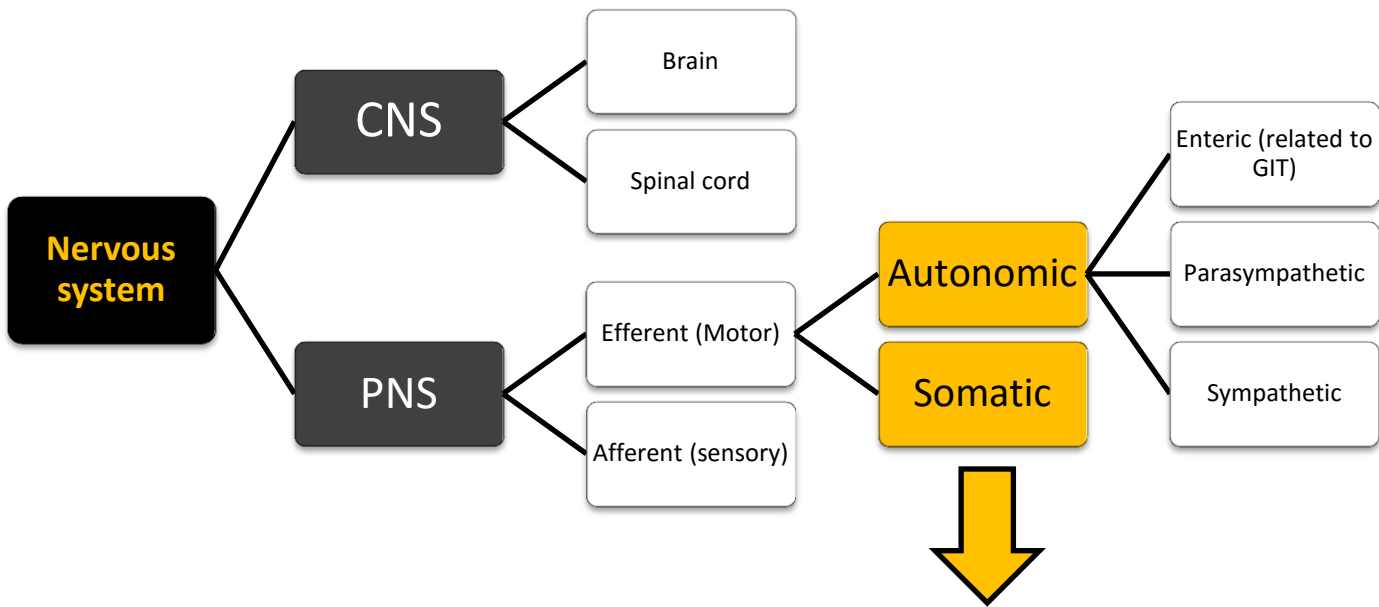 Nervous
system
CNS
Brain
Spinal cord
PNS
Efferent (Motor)
Afferent (sensory)
Autonomic
Somatic
Enteric (related to
GIT)
Parasympathetic
Sympathetic